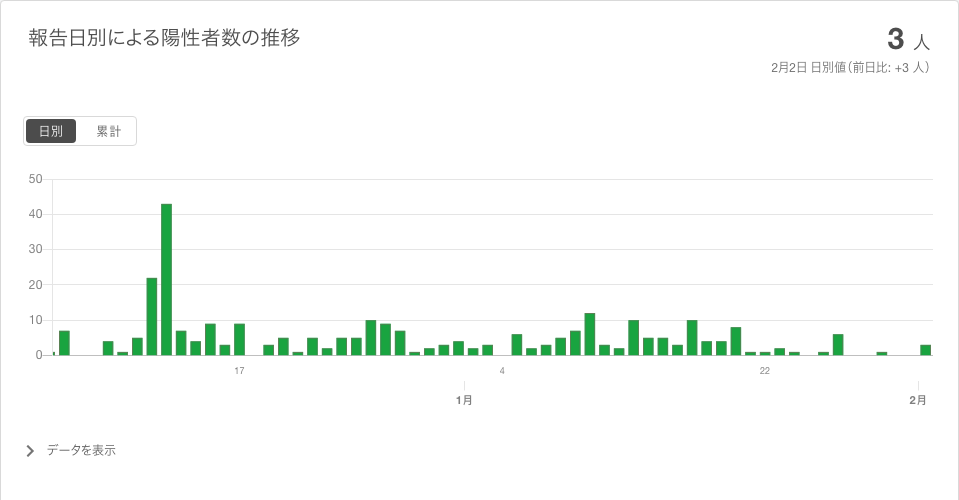 報告日別による陽性者数の推移
3 人
2月2日 日別値（前日比: +3 人）
日別 累計
50
40
30
20
10
0
17 4 22
1月 2月
データを表示